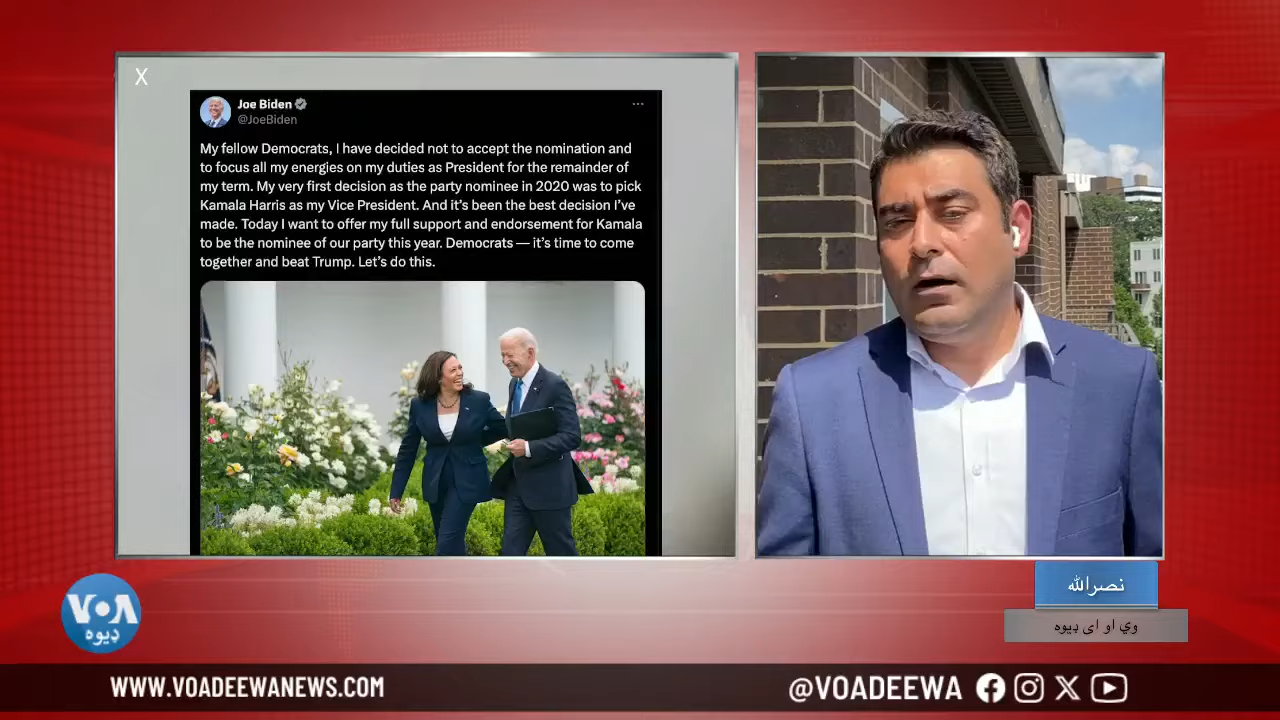 X
Joe Biden
@JoeBiden
My fellow Democrats, I have decided not to accept the nomination and
to focus all my energies on my duties as President for the remainder of
my term. My very first decision as the party nominee in 2020 was to pick
Kamala Harris as my Vice President. And it’s been the best decision I’ve
made. Today I want to offer my full support and endorsement for Kamala
to be the nominee of our party this year. Democrats — it’s time to come
together and beat Trump. Let’s do this.
نصرالله
وي او ای ډیوه
VOA
ډیوه
WWW.VOADEEWANEWS.COM
@VOADEEWA